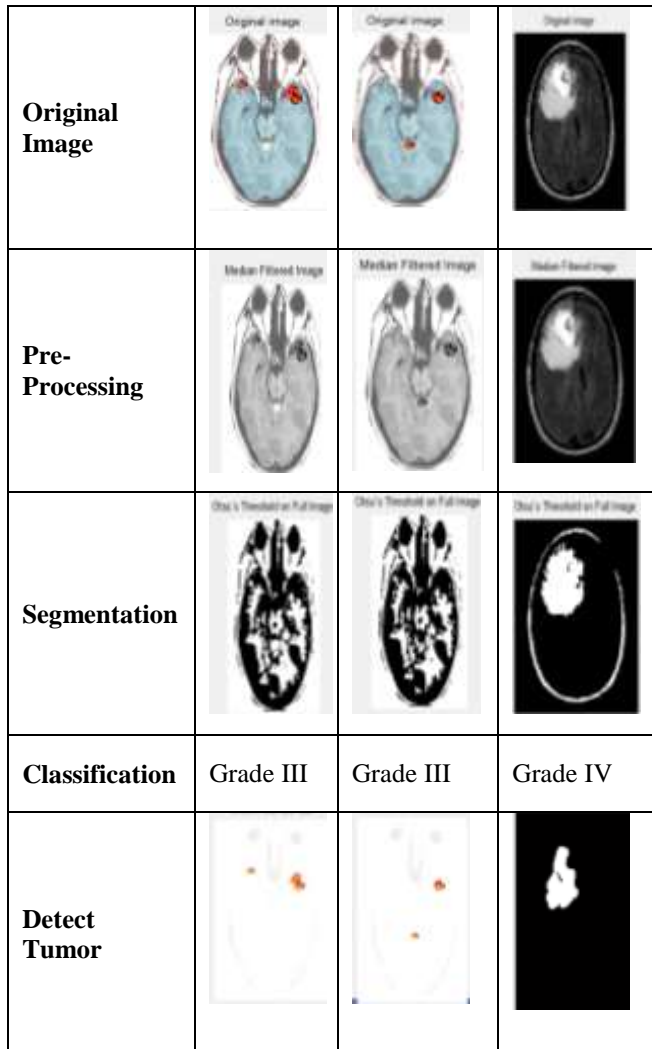 Original image Original image Original image
Original
Image
Median Filtered Image Median Filtered Image Median Filtered Image
Pre-
Processing
Otsu's Threshold on Full Image Otsu's Threshold on Full Image Otsu's Threshold on Full Image
Segmentation
Classification Grade III Grade III Grade IV
Detect
Tumor